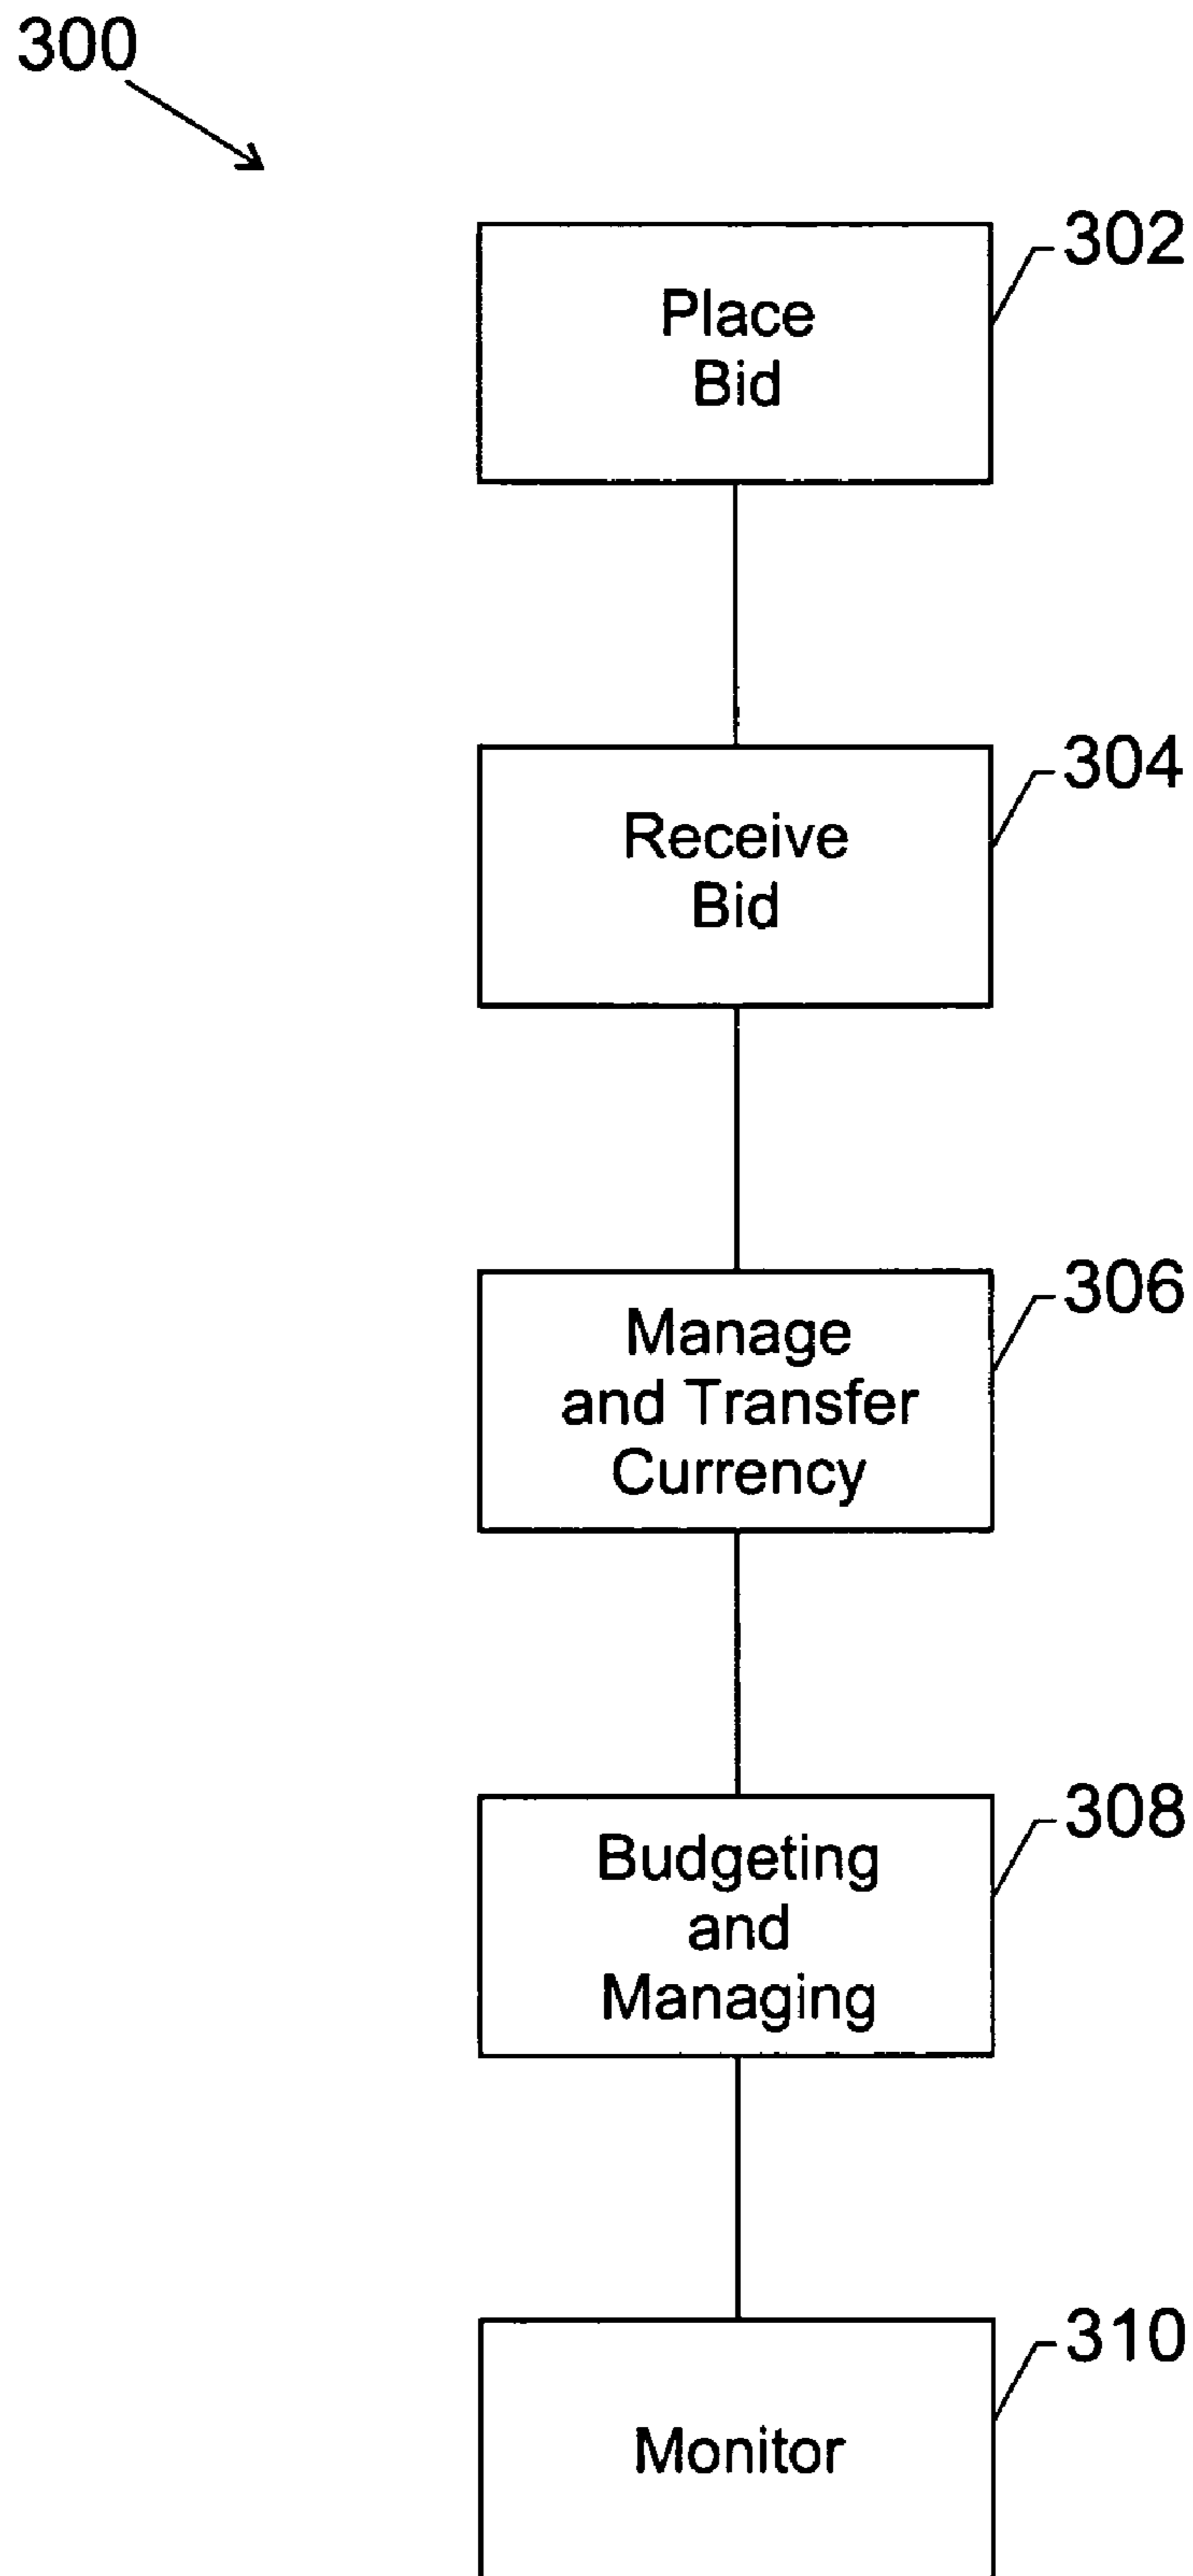 300
302
Place
Bid
304
Receive
Bid
306
Manage
and Transfer
Currency
308
Budgeting
and
Managing
310
Monitor